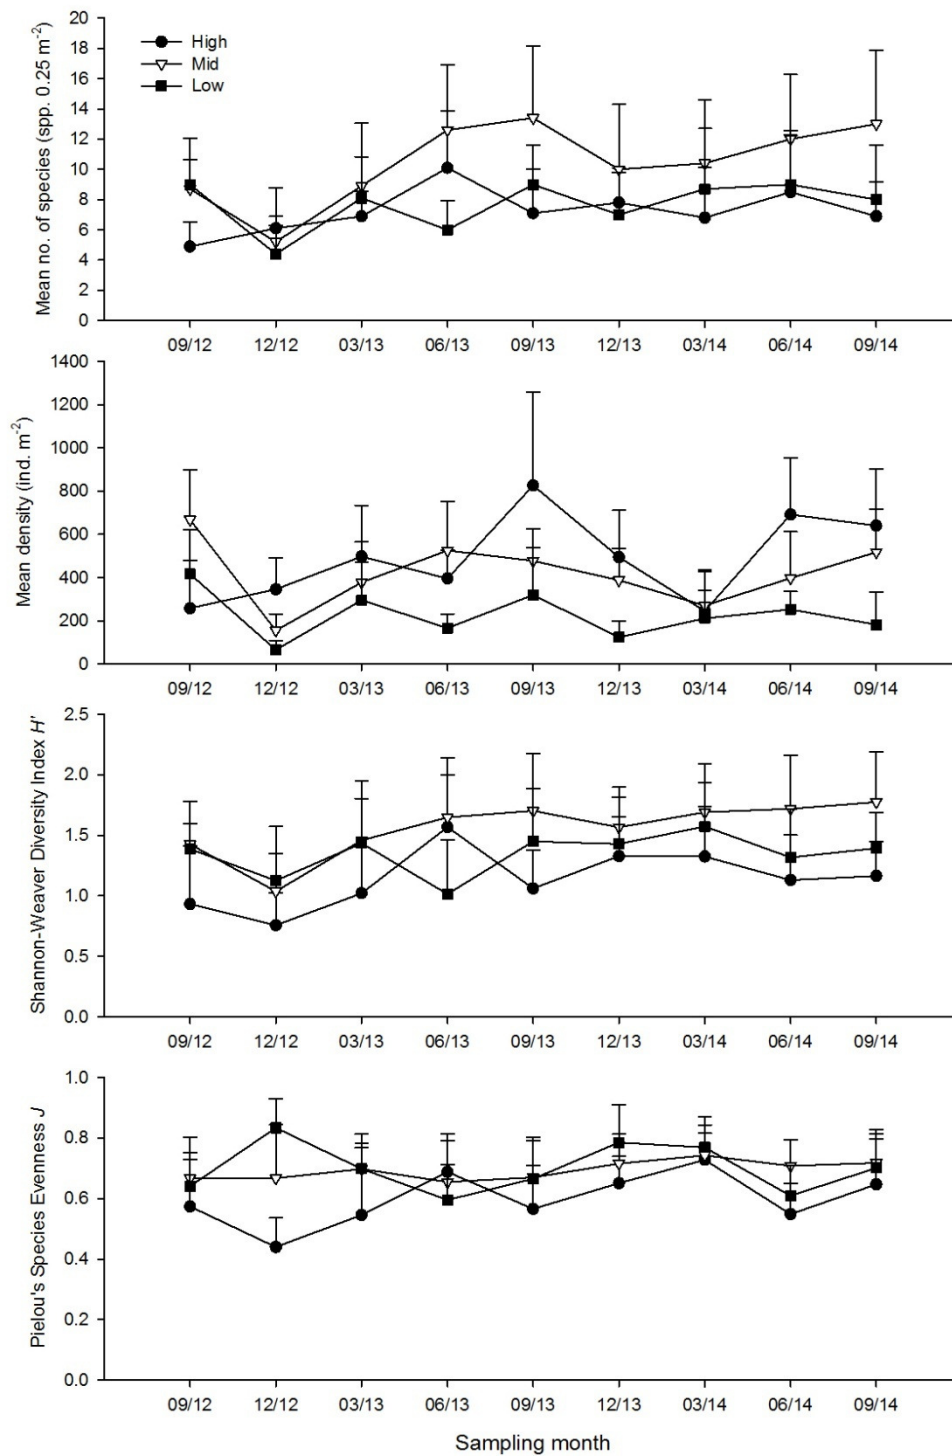 Mean no. of species (spp. 0.25 m-2)
20
18
16
14
12
10
8
6
4
2
0
High
Mid
Low
09/12 12/12 03/13 06/13 09/13 12/13 03/14 06/14 09/14
Mean density (ind. m-2)
1400
1200
1000
800
600
400
200
0
09/12 12/12 03/13 06/13 09/13 12/13 03/14 06/14 09/14
Shannon-Weaver Diversity Index H'
2.5
2.0
1.5
1.0
0.5
0.0
09/12 12/12 03/13 06/13 09/13 12/13 03/14 06/14 09/14
Pielou's Species Evenness J
1.0
0.8
0.6
0.4
0.2
0.0
09/12 12/12 03/13 06/13 09/13 12/13 03/14 06/14 09/14
Sampling month